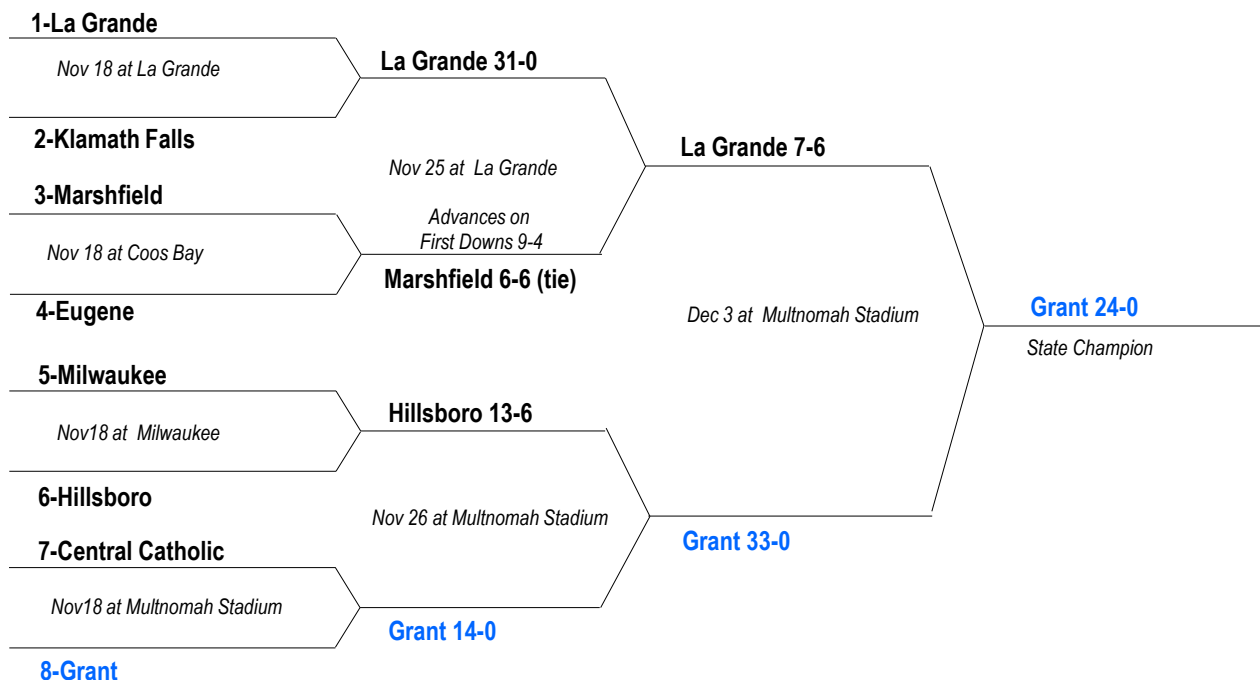 1-La Grande
Nov 18 at La Grande
2-Klamath Falls
3-Marshfield
Nov 18 at Coos Bay
4-Eugene
5-Milwaukee
Nov18 at Milwaukee
6-Hillsboro
7-Central Catholic
Nov18 at Multnomah Stadium
8-Grant
La Grande 31-0
Nov 25 at La Grande
Advances on
First Downs 9-4
Marshfield 6-6 (tie)
Hillsboro 13-6
Nov 26 at Multnomah Stadium
Grant 14-0
La Grande 7-6
Dec 3 at Multnomah Stadium
Grant 33-0
Grant 24-0
State Champion